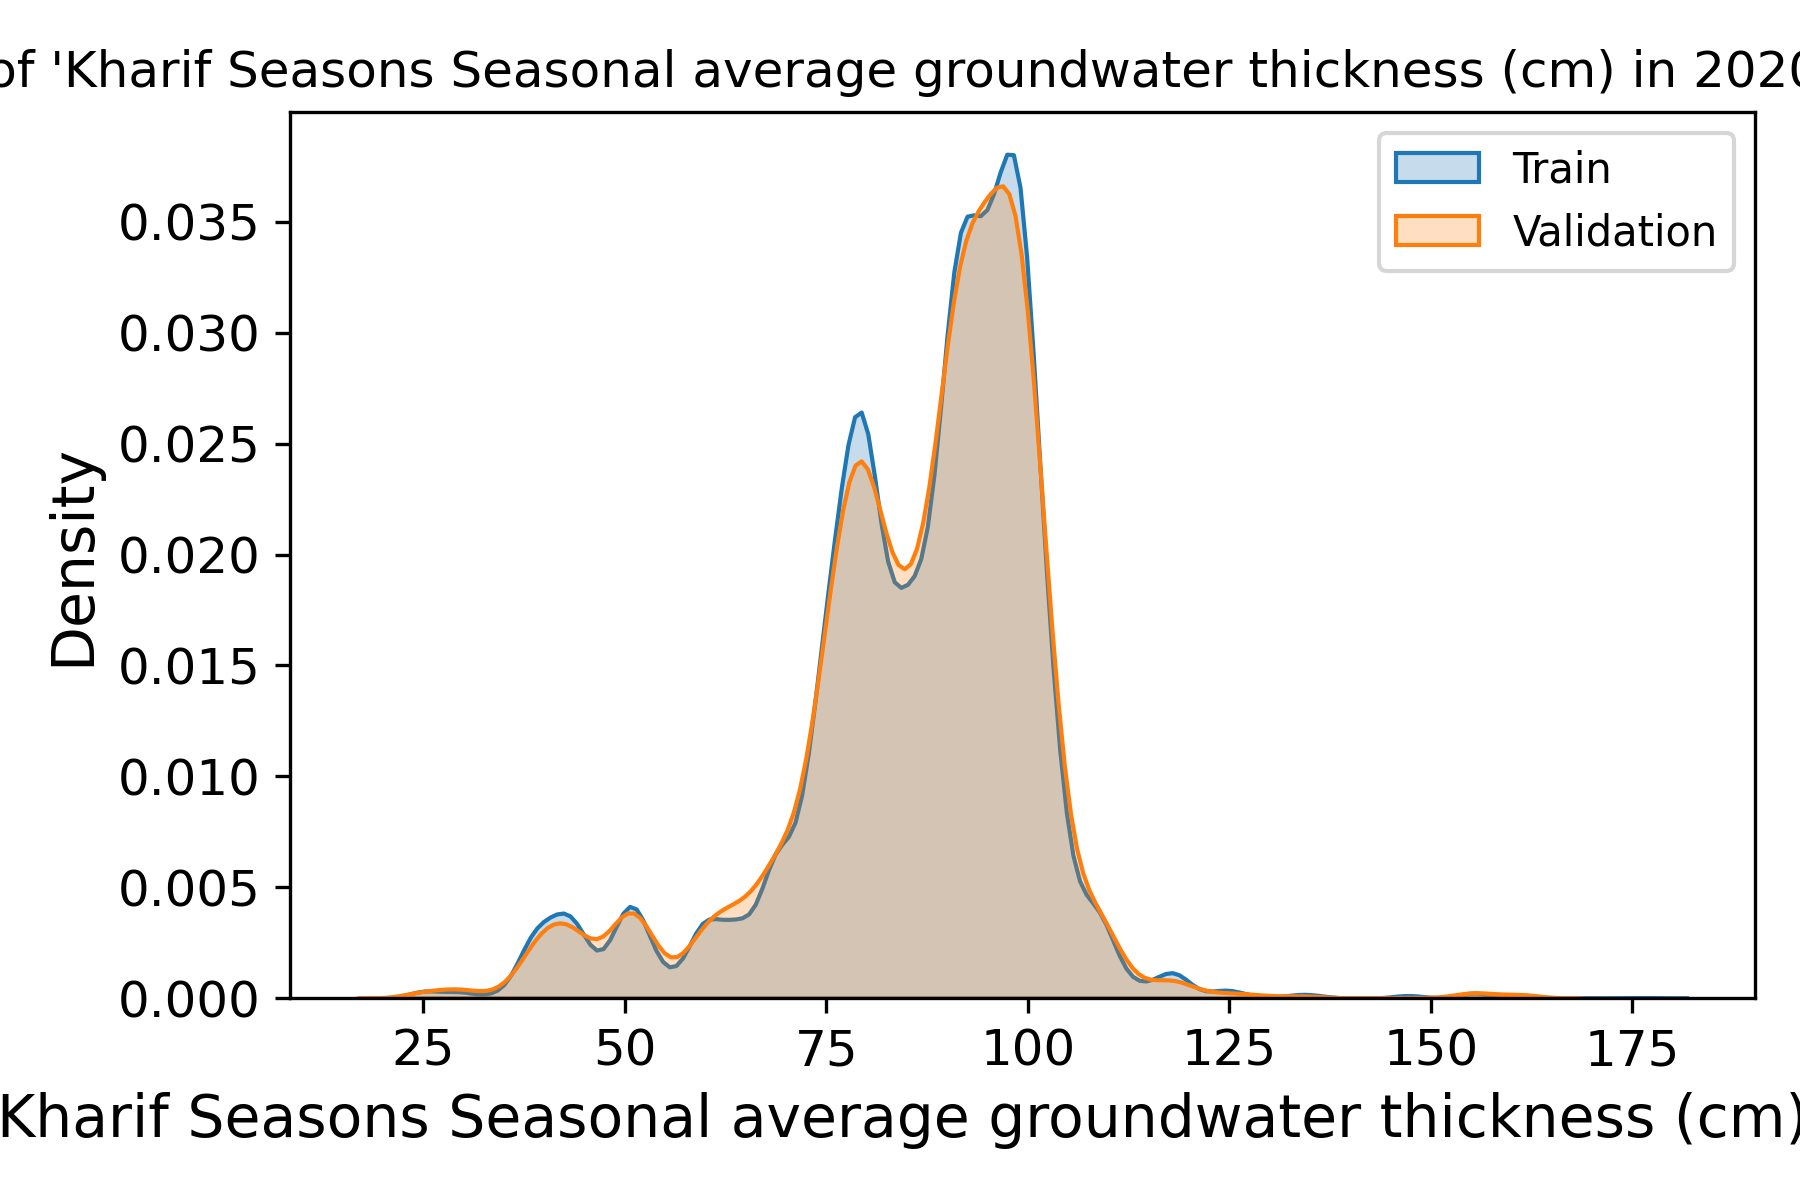 of 'Kharif Seasons Seasonal average groundwater thickness (cm) in 2020
Train
Validation
Density
0.035
0.030
0.025
0.020
0.015
0.010
0.005
0.000
25 50 75 100 125 150 175
Kharif Seasons Seasonal average groundwater thickness (cm)